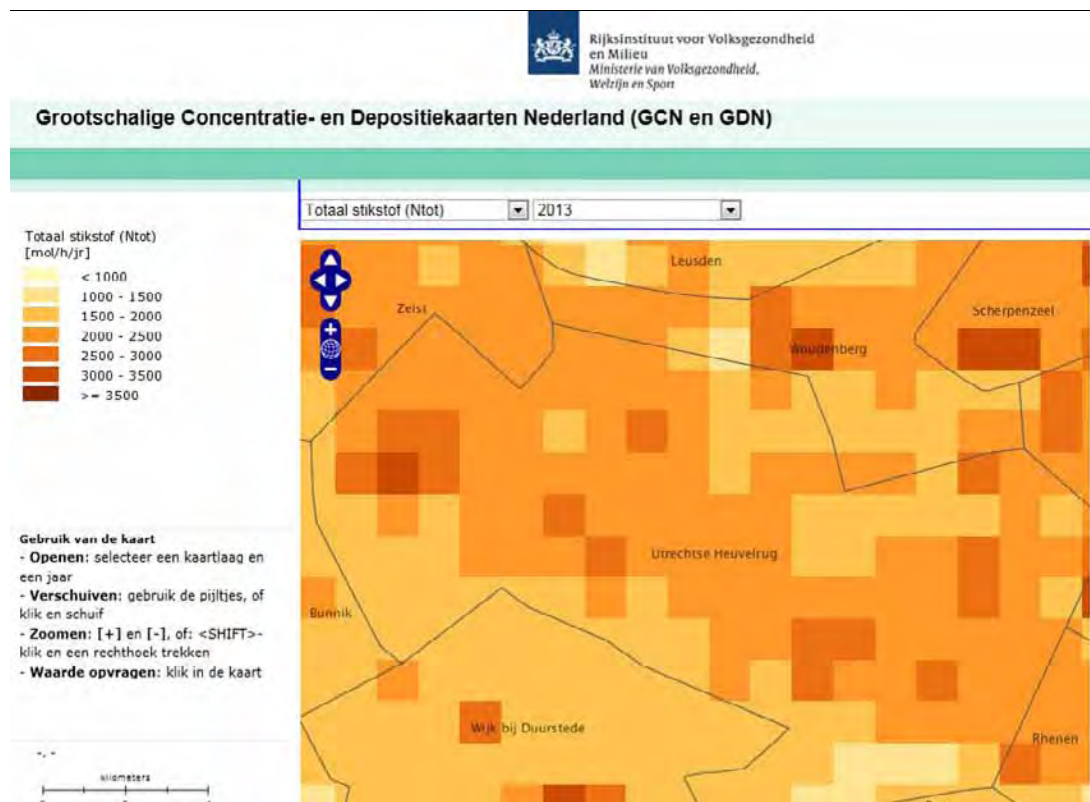 Rijksinstituut voor Volksgezondheid
en Milieu
Ministerie van Volksgezondheid,
Welzijn en Sport
Grootschalige Concentratie- en Depositiekaarten Nederland (GCN en GDN)
Totaal stikstof (Ntot)
2013
Totaal stikstof (Ntot)
[mol/h/jr]
< 1000
1000 - 1500
1500 - 2000
2000 - 2500
2500 - 3000
3000 - 3500
>= 3500
Leusden
Zeist
Scherpenzeel
Woudenberg
Utrechtse Heuvelrug
Bunnik
Wijk bij Duurstede
Rhenen
Gebruik van de kaart
- Openen: selecteer een kaartlaag en
een jaar
- Verschuiven: gebruik de pijltjes, of
klik en schuif
- Zoomen: [+] en [-], of: <SHIFT>-
klik en een rechthoek trekken
- Waarde opvragen: klik in de kaart
-, -
kilometers